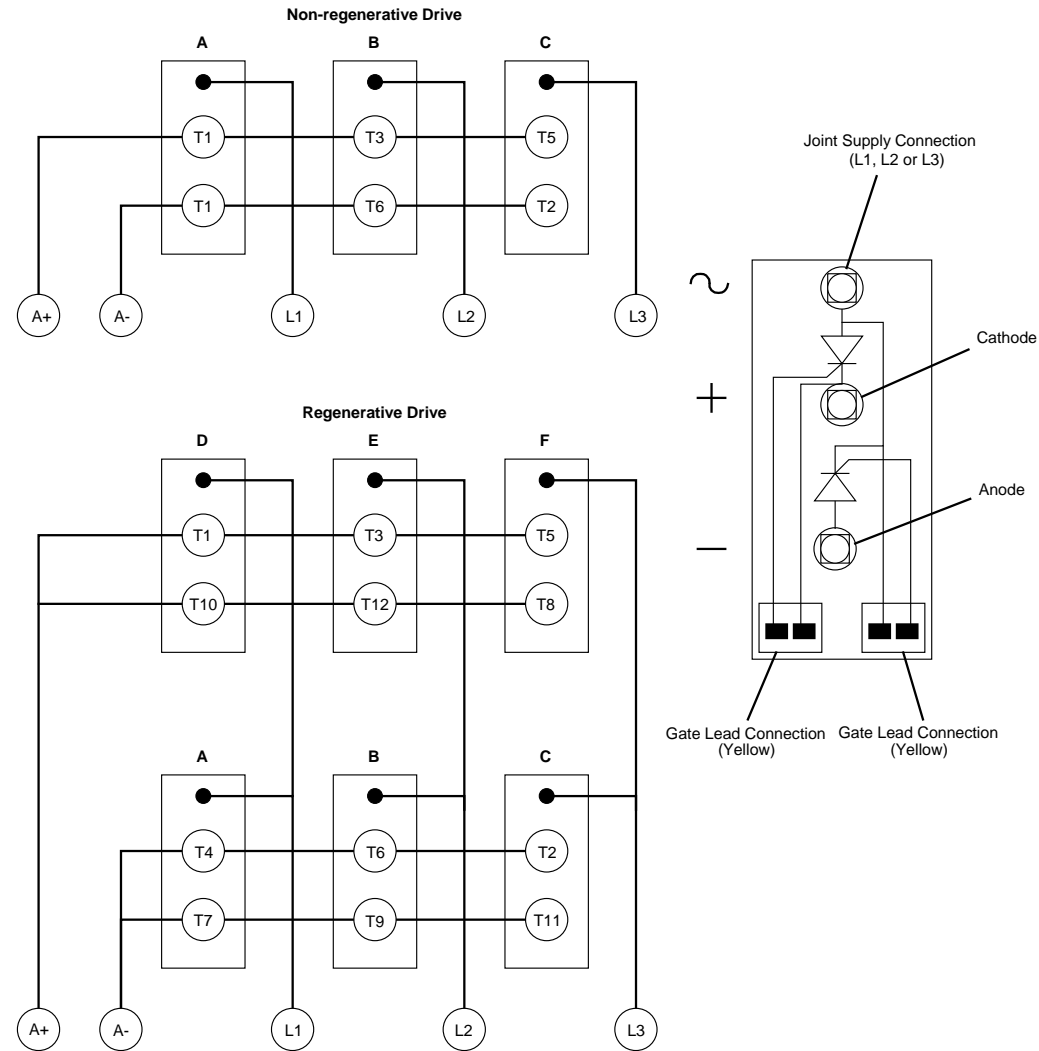 Non-regenerative Drive
A B C
T1 T3 T5
T1 T6 T2
A+ A- L1 L2 L3
Joint Supply Connection
(L1, L2 or L3)
+
Cathode
–
Anode
Gate Lead Connection
(Yellow)
Gate Lead Connection
(Yellow)
Regenerative Drive
D E F
T1 T3 T5
T10 T12 T8
A B C
T4 T6 T2
T7 T9 T11
A+ A- L1 L2 L3